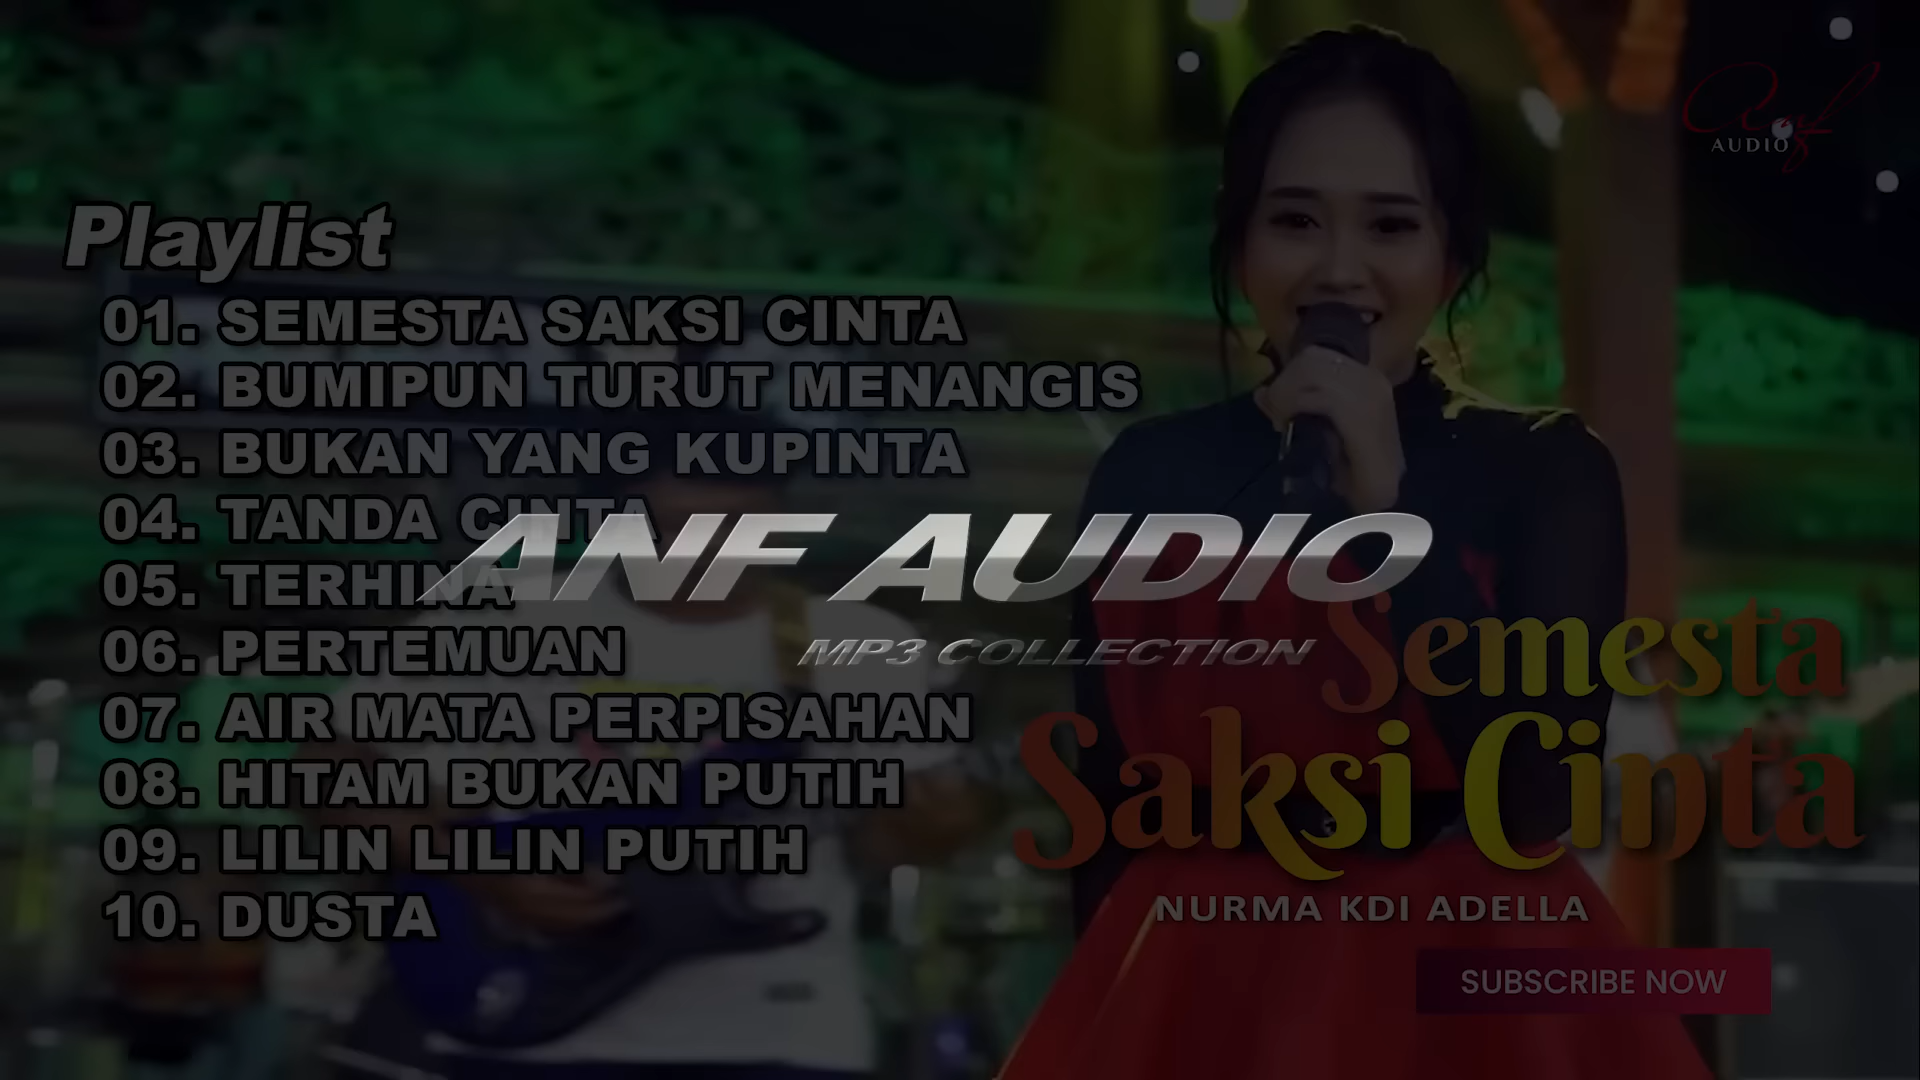 Anf
AUDIO
Playlist
01. SEMESTA SAKSI CINTA
02. BUMIPUN TURUT MENANGIS
03. BUKAN YANG KUPINTA
04. TANDA CINTA
05. TERHINA
06. PERTEMUAN
07. AIR MATA PERPISAHAN
08. HITAM BUKAN PUTIH
09. LILIN LILIN PUTIH
10. DUSTA
ANF AUDIO
MP3 COLLECTION
Semesta
Saksi Cinta
NURMA KDI ADELLA
SUBSCRIBE NOW